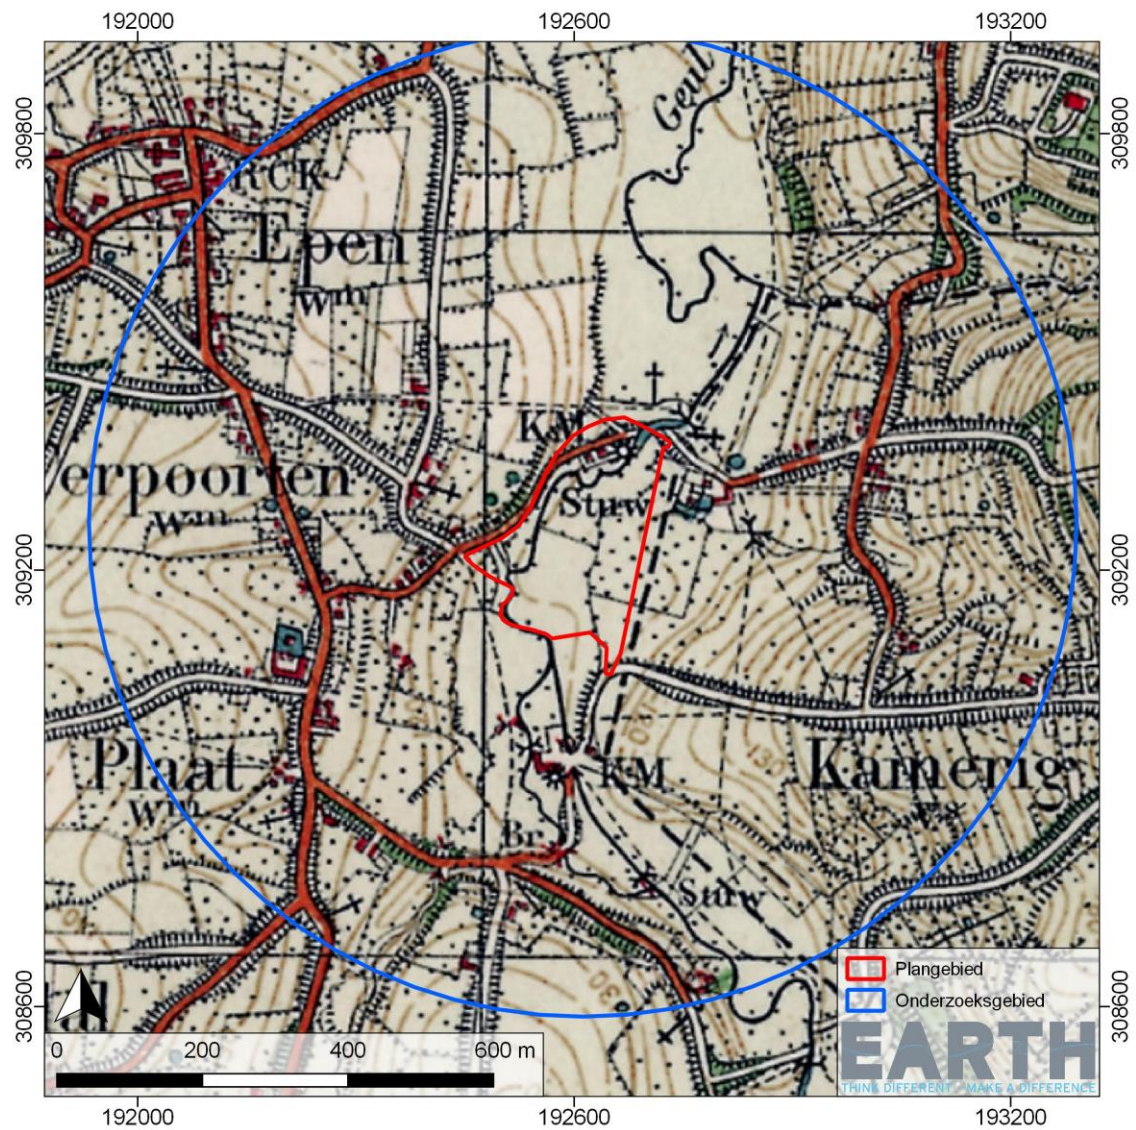 192000 192600 193200
309800 309800
Geul
R.C.K.
Epen
Wm
KM
erpoorten
Wm
Stuw
309200 309200
Plaat
Wm
KM
Kamerig
130
Br.
Stuw
308600 308600
Plangebied
Onderzoeksgebied
EARTH
THINK DIFFERENT MAKE A DIFFERENCE
0 200 400 600 m
192000 192600 193200